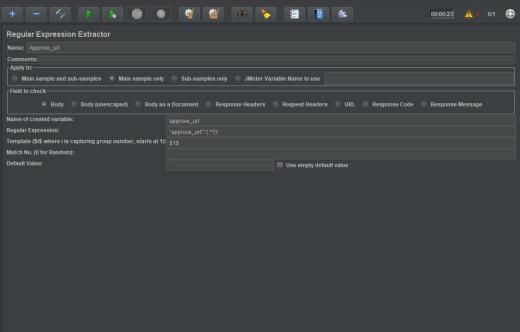 00:00:23 0/1
Regular Expression Extractor
Name: Approve_url
Comments:
Apply to:
Main sample and sub-samples Main sample only Sub-samples only JMeter Variable Name to use
Field to check
Body Body (unescaped) Body as a Document Response Headers Request Headers URL Response Code Response Message
Name of created variable: approve_url
Regular Expression: "approve_url":"(.*?)"
Template ($i$ where i is capturing group number, starts at 1): $1$
Match No. (0 for Random):
Default Value: Use empty default value